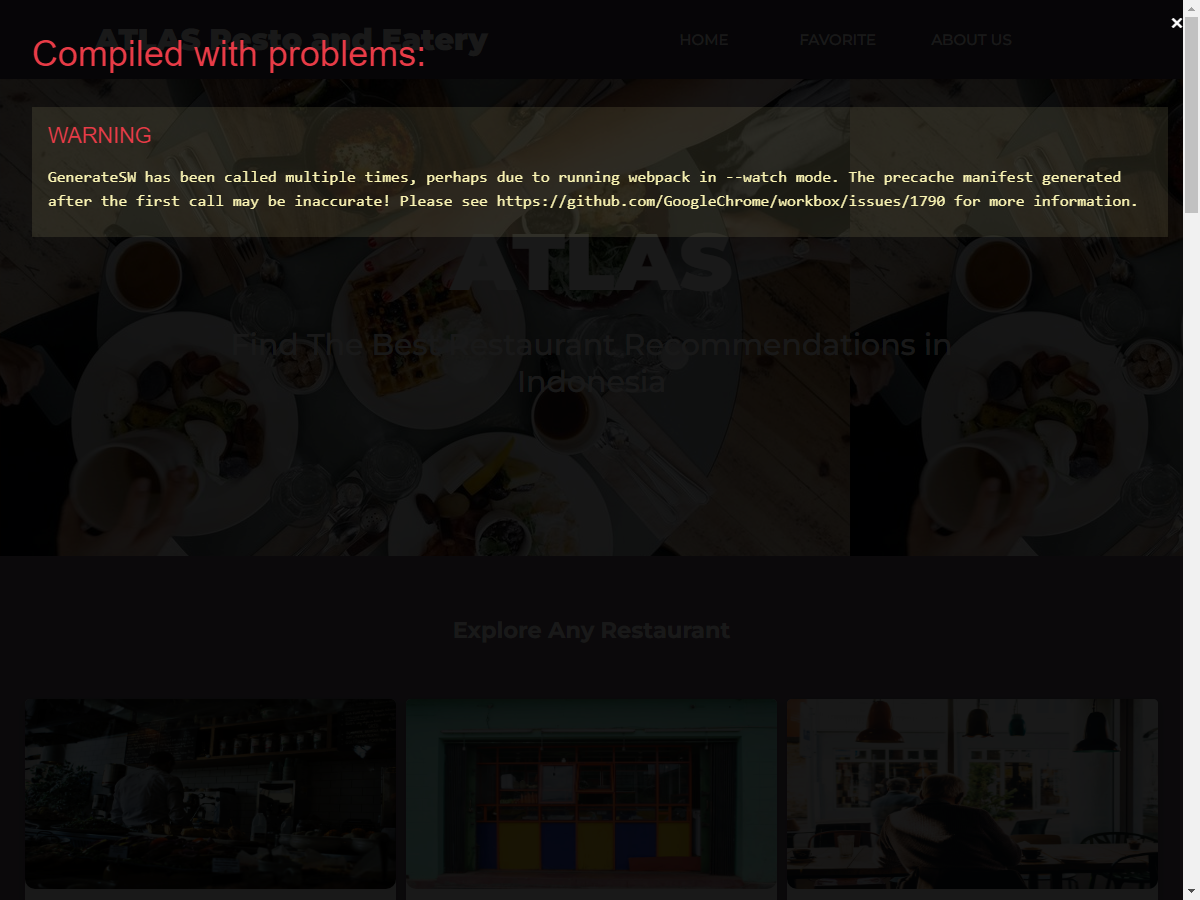 ATLAS Resto and Eatery
HOME FAVORITE ABOUT US
Compiled with problems:
WARNING
GenerateSW has been called multiple times, perhaps due to running webpack in --watch mode. The precache manifest generated
after the first call may be inaccurate! Please see https://github.com/GoogleChrome/workbox/issues/1790 for more information.
ATLAS
Find The Best Restaurant Recommendations in
Indonesia
Explore Any Restaurant